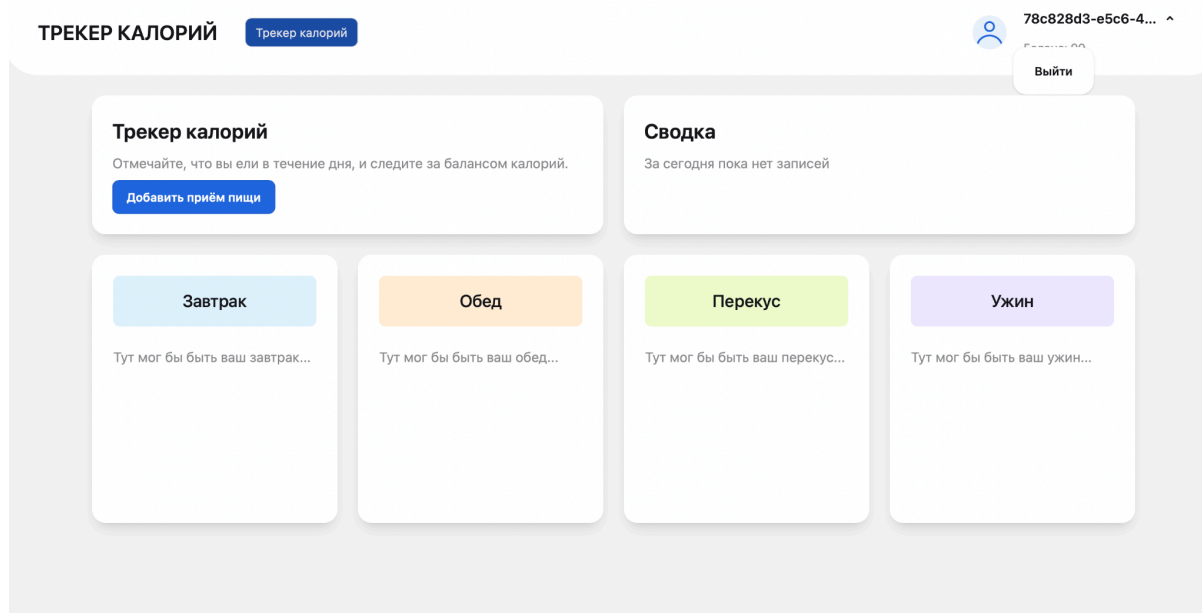 ТРЕКЕР КАЛОРИЙ
Трекер калорий
78c828d3-e5c6-4...
Выйти
Трекер калорий
Отмечайте, что вы ели в течение дня, и следите за балансом калорий.
Добавить приём пищи
Сводка
За сегодня пока нет записей
Завтрак
Тут мог бы быть ваш завтрак...
Обед
Тут мог бы быть ваш обед...
Перекус
Тут мог бы быть ваш перекус...
Ужин
Тут мог бы быть ваш ужин...